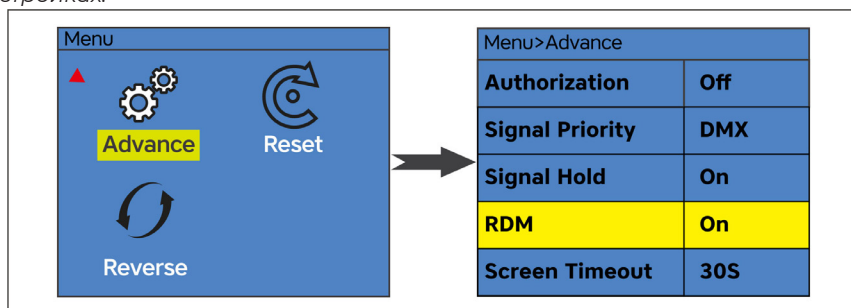 Menu
Advance
Reset
Reverse
Menu>Advance
Authorization Off
Signal Priority DMX
Signal Hold On
RDM On
Screen Timeout 30S